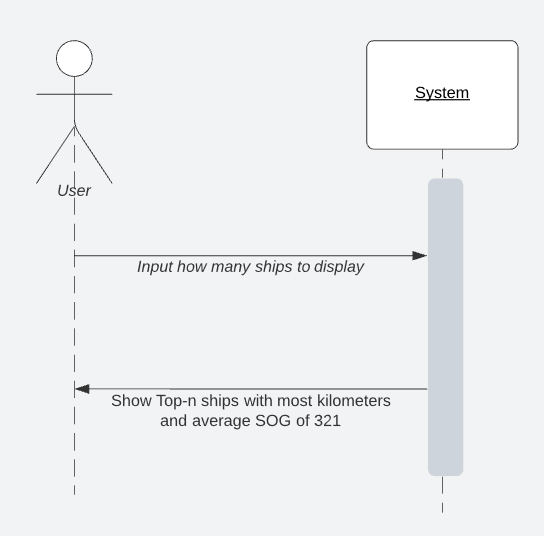 System
User
Input how many ships to display
Show Top-n ships with most kilometers
and average SOG of 321